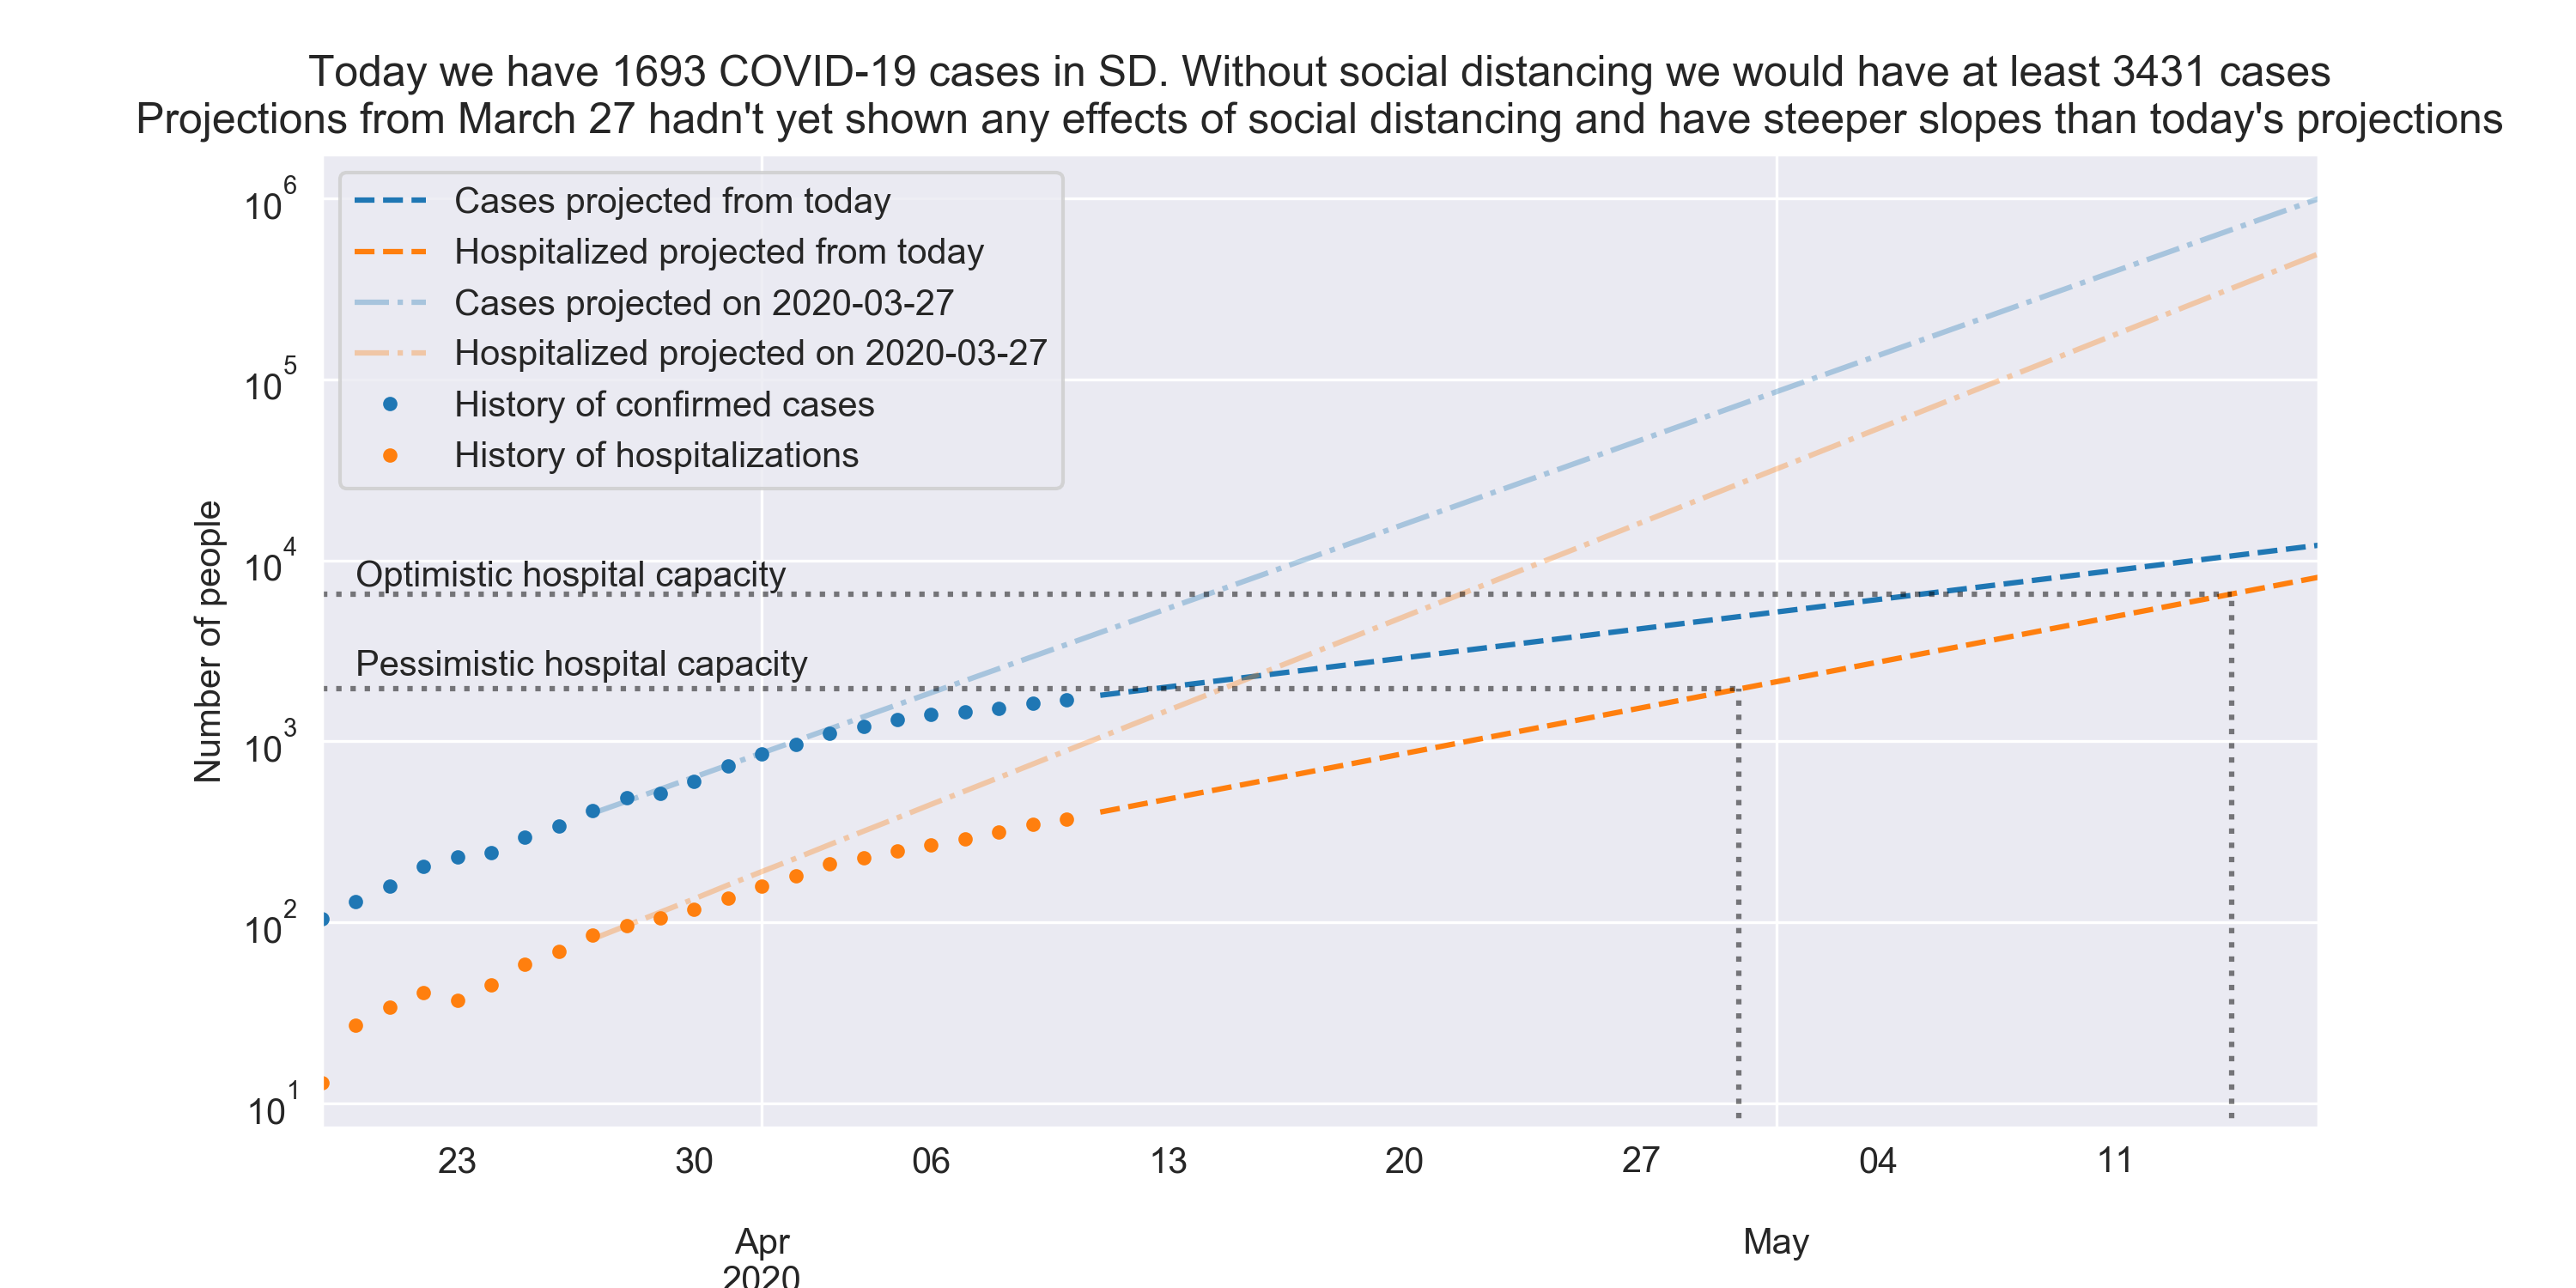 Today we have 1693 COVID-19 cases in SD. Without social distancing we would have at least 3431 cases
Projections from March 27 hadn't yet shown any effects of social distancing and have steeper slopes than today's projections
Cases projected from today
Hospitalized projected from today
Cases projected on 2020-03-27
Hospitalized projected on 2020-03-27
History of confirmed cases
History of hospitalizations
Number of people
10^6
10^5
10^4
10^3
10^2
10^1
Optimistic hospital capacity
Pessimistic hospital capacity
23 30 06 13 20 27 04 11
Apr May
2020